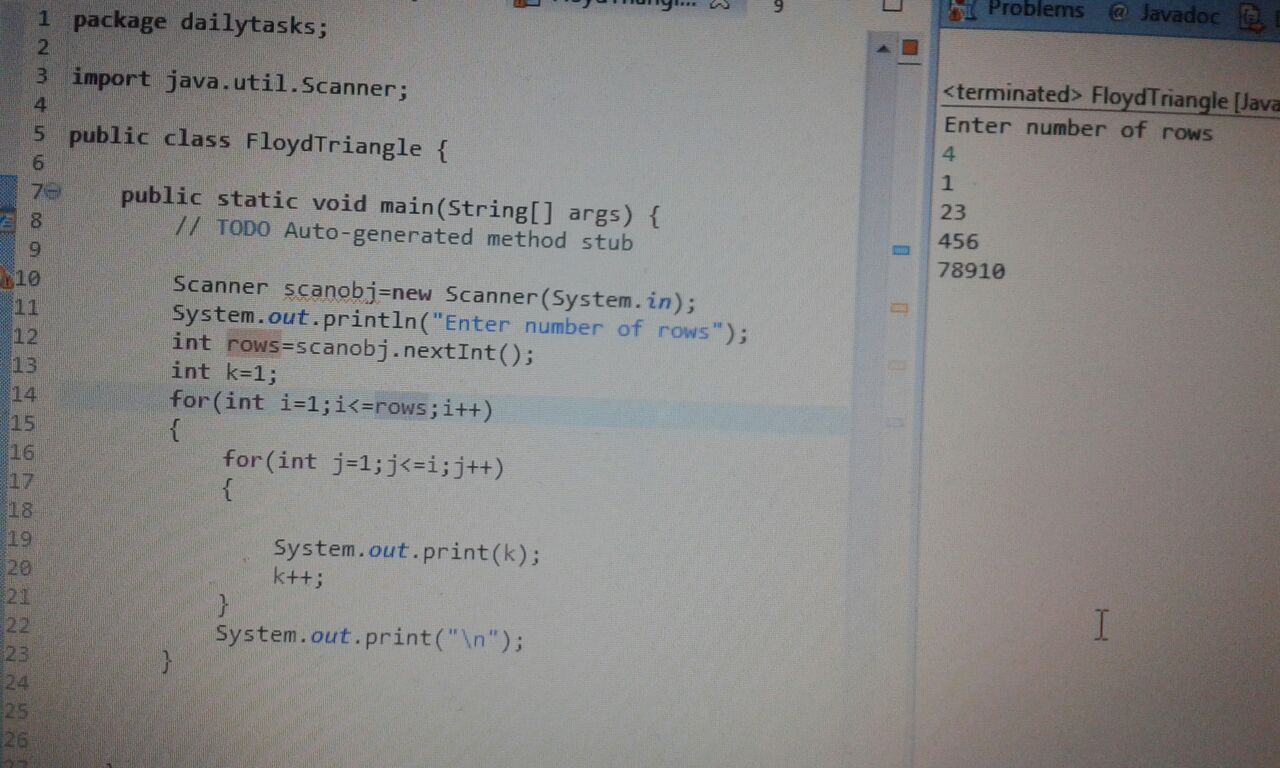 9
1 package dailytasks;
2
3 import java.util.Scanner;
4
5 public class FloydTriangle {
6
7 public static void main(String[] args) {
8 // TODO Auto-generated method stub
9
10 Scanner scanobj=new Scanner(System.in);
11 System.out.println("Enter number of rows");
12 int rows=scanobj.nextInt();
13 int k=1;
14 for(int i=1;i<=rows;i++)
15 {
16 for(int j=1;j<=i;j++)
17 {
18
19 System.out.print(k);
20 k++;
21 }
22 System.out.print("\n");
23 }
24
25
26
Problems @ Javadoc
<terminated> FloydTriangle [Java
Enter number of rows
4
1
23
456
78910